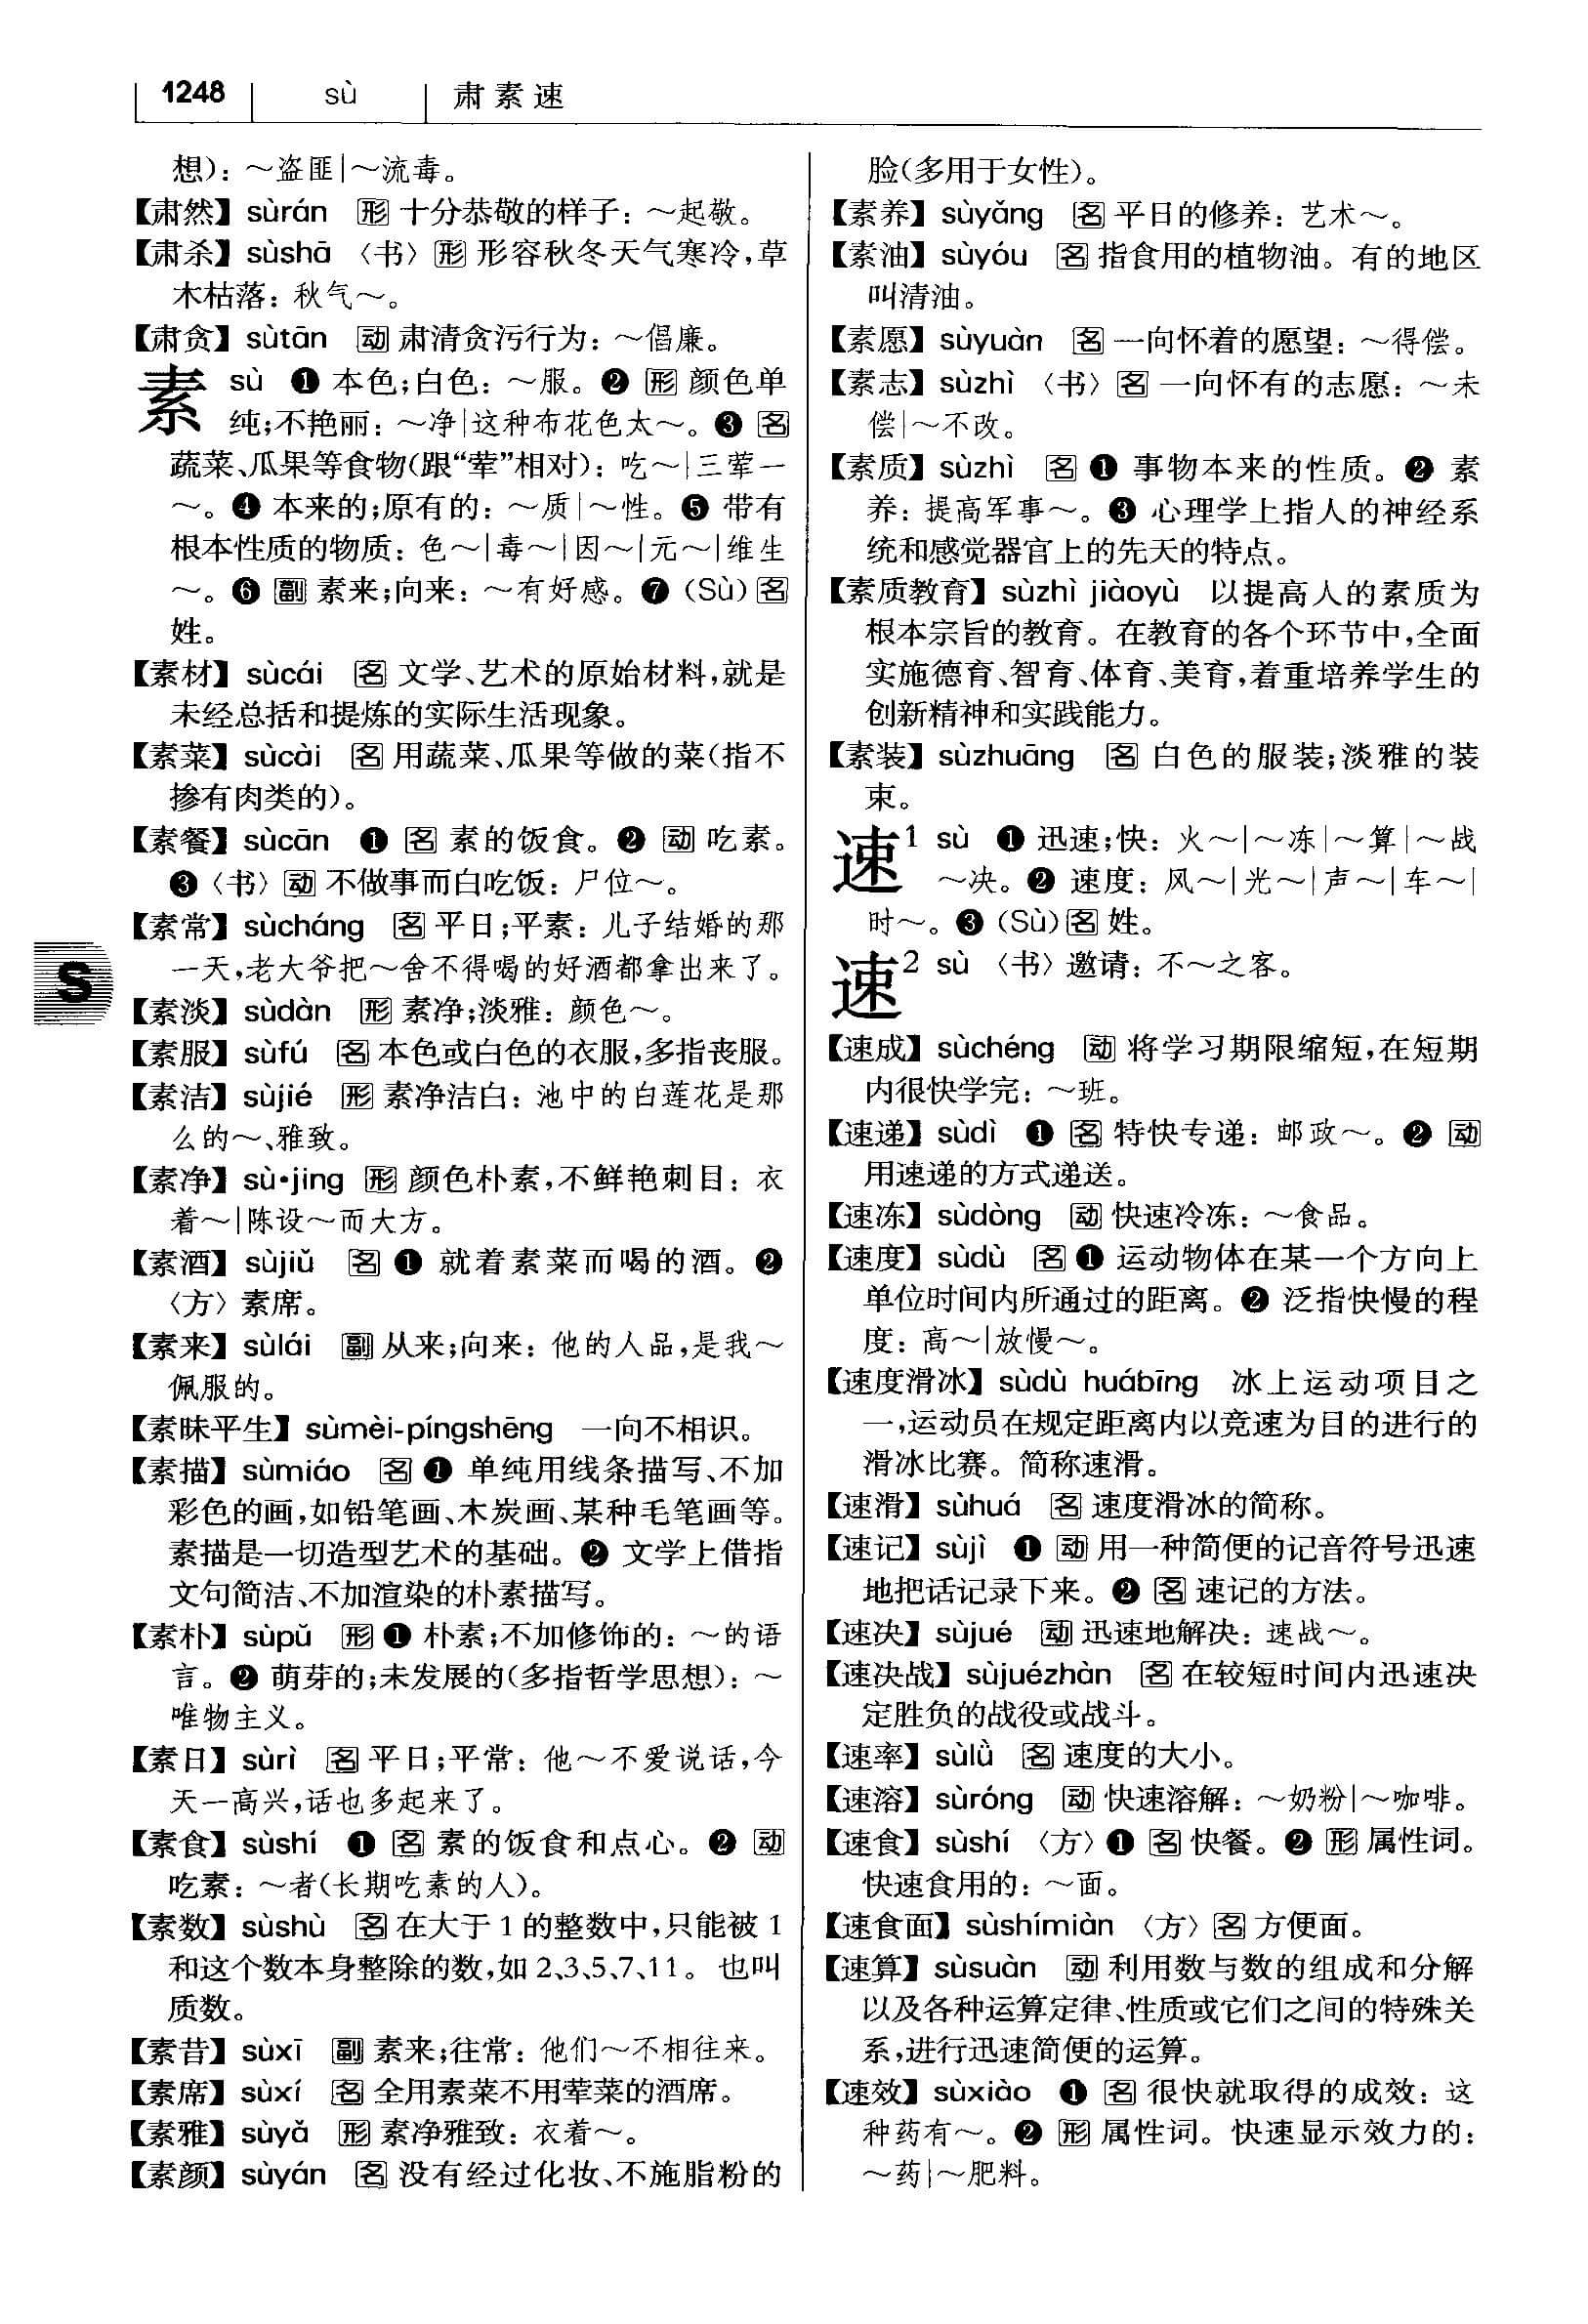 1248 sù 肃素速
想)：～盗匪|～流毒。
【肃然】 sùrán 形 十分恭敬的样子：～起敬。
【肃杀】 sùshā 〈书〉形 形容秋冬天气寒冷,草
木枯落：秋气～。
【肃贪】 sùtān 动 肃清贪污行为：～倡廉。
素 sù ❶ 本色;白色：～服。❷ 形 颜色单
纯;不艳丽：～净|这种布花色太～。❸ 名
蔬菜、瓜果等食物(跟“荤”相对)：吃～|三荤一
～。❹ 本来的;原有的：～质|～性。❺ 带有
根本性质的物质：色～|毒～|因～|元～|维生
～。❻ 副 素来;向来：～有好感。❼ (Sù) 名
姓。
【素材】 sùcái 名 文学、艺术的原始材料,就是
未经总括和提炼的实际生活现象。
【素菜】 sùcài 名 用蔬菜、瓜果等做的菜(指不
掺有肉类的)。
【素餐】 sùcān ❶ 名 素的饭食。❷ 动 吃素。
❸〈书〉动 不做事而白吃饭：尸位～。
【素常】 sùcháng 名 平日;平素：儿子结婚的那
一天,老大爷把～舍不得喝的好酒都拿出来了。
【素淡】 sùdàn 形 素净;淡雅：颜色～。
【素服】 sùfú 名 本色或白色的衣服,多指丧服。
【素洁】 sùjié 形 素净洁白：池中的白莲花是那
么的～、雅致。
【素净】 sù•jing 形 颜色朴素,不鲜艳刺目：衣
着～|陈设～而大方。
【素酒】 sùjiǔ 名 ❶ 就着素菜而喝的酒。❷
〈方〉素席。
【素来】 sùlái 副 从来;向来：他的人品,是我～
佩服的。
【素昧平生】 sùmèi-píngshēng 一向不相识。
【素描】 sùmiáo 名 ❶ 单纯用线条描写、不加
彩色的画,如铅笔画、木炭画、某种毛笔画等。
素描是一切造型艺术的基础。❷ 文学上借指
文句简洁、不加渲染的朴素描写。
【素朴】 sùpǔ 形 ❶ 朴素;不加修饰的：～的语
言。❷ 萌芽的;未发展的(多指哲学思想)：～
唯物主义。
【素日】 sùrì 名 平日;平常：他～不爱说话,今
天一高兴,话也多起来了。
【素食】 sùshí ❶ 名 素的饭食和点心。❷ 动
吃素：～者(长期吃素的人)。
【素数】 sùshù 名 在大于1的整数中,只能被1
和这个数本身整除的数,如2、3、5、7、11。也叫
质数。
【素昔】 sùxī 副 素来;往常：他们～不相往来。
【素席】 sùxí 名 全用素菜不用荤菜的酒席。
【素雅】 sùyǎ 形 素净雅致：衣着～。
【素颜】 sùyán 名 没有经过化妆、不施脂粉的
S
脸(多用于女性)。
【素养】 sùyǎng 名 平日的修养：艺术～。
【素油】 sùyóu 名 指食用的植物油。有的地区
叫清油。
【素愿】 sùyuàn 名 一向怀着的愿望：～得偿。
【素志】 sùzhì 〈书〉名 一向怀有的志愿：～未
偿|～不改。
【素质】 sùzhì 名 ❶ 事物本来的性质。❷ 素
养：提高军事～。❸ 心理学上指人的神经系
统和感觉器官上的先天的特点。
【素质教育】 sùzhì jiàoyù 以提高人的素质为
根本宗旨的教育。在教育的各个环节中,全面
实施德育、智育、体育、美育,着重培养学生的
创新精神和实践能力。
【素装】 sùzhuāng 名 白色的服装;淡雅的装
束。
速1 sù ❶ 迅速;快：火～|～冻|～算|～战
～决。❷ 速度：风～|光～|声～|车～|
时～。❸ (Sù) 名 姓。
速2 sù 〈书〉邀请：不～之客。
【速成】 sùchéng 动 将学习期限缩短,在短期
内很快学完：～班。
【速递】 sùdì ❶ 名 特快专递：邮政～。❷ 动
用速递的方式递送。
【速冻】 sùdòng 动 快速冷冻：～食品。
【速度】 sùdù 名 ❶ 运动物体在某一个方向上
单位时间内所通过的距离。❷ 泛指快慢的程
度：高～|放慢～。
【速度滑冰】 sùdù huábīng 冰上运动项目之
一,运动员在规定距离内以竞速为目的进行的
滑冰比赛。简称速滑。
【速滑】 sùhuá 名 速度滑冰的简称。
【速记】 sùjì ❶ 动 用一种简便的记音符号迅速
地把话记录下来。❷ 名 速记的方法。
【速决】 sùjué 动 迅速地解决：速战～。
【速决战】 sùjuézhàn 名 在较短时间内迅速决
定胜负的战役或战斗。
【速率】 sùlǜ 名 速度的大小。
【速溶】 sùróng 动 快速溶解：～奶粉|～咖啡。
【速食】 sùshí 〈方〉❶ 名 快餐。❷ 形 属性词。
快速食用的：～面。
【速食面】 sùshímiàn 〈方〉名 方便面。
【速算】 sùsuàn 动 利用数与数的组成和分解
以及各种运算定律、性质或它们之间的特殊关
系,进行迅速简便的运算。
【速效】 sùxiào ❶ 名 很快就取得的成效：这
种药有～。❷ 形 属性词。快速显示效力的：
～药|～肥料。